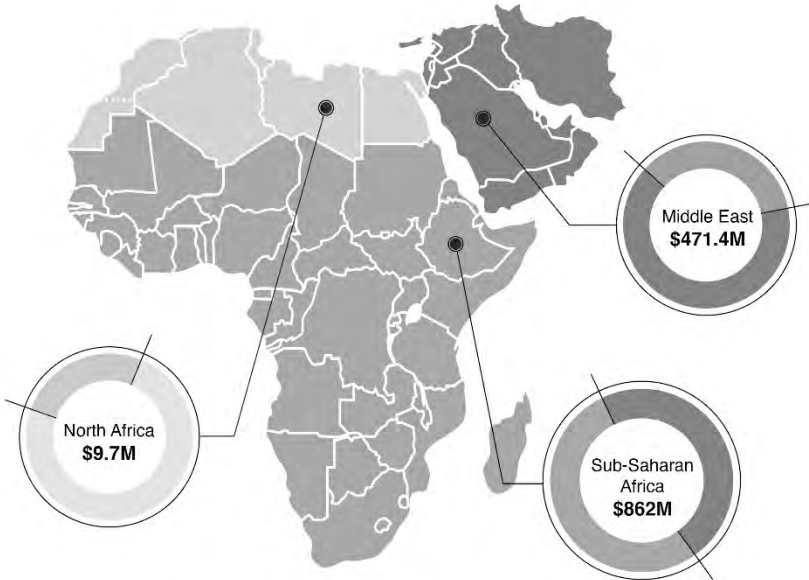 Middle East
$471.4M
North Africa
$9.7M
Sub-Saharan
Africa
$862M